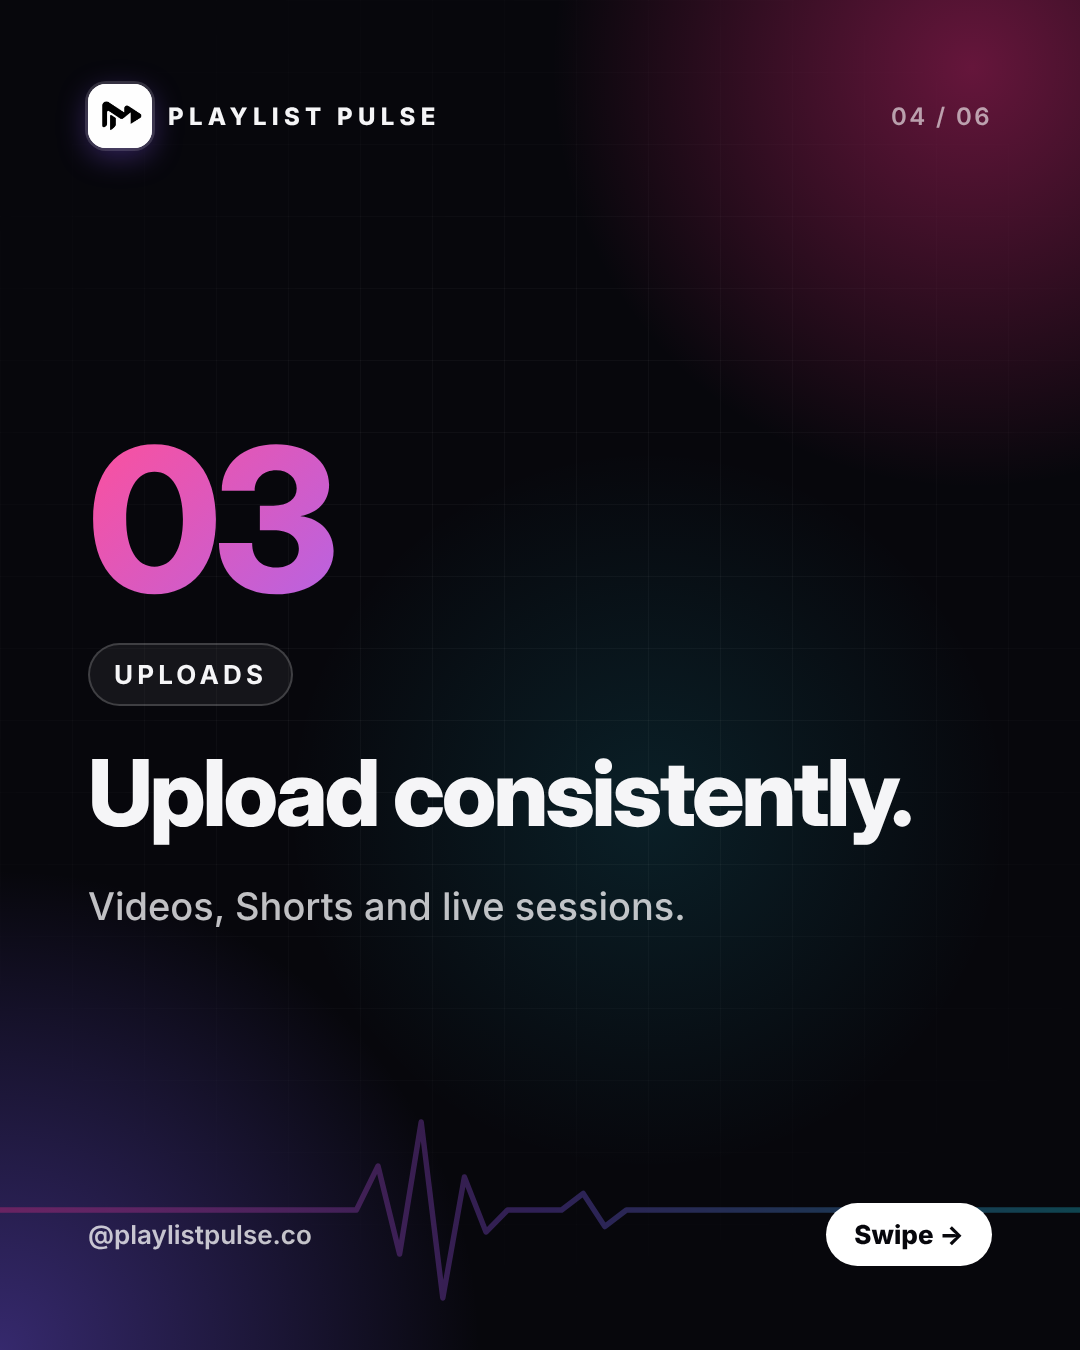 PLAYLIST PULSE
04 / 06
03
UPLOADS
Upload consistently.
Videos, Shorts and live sessions.
@playlistpulse.co
Swipe →